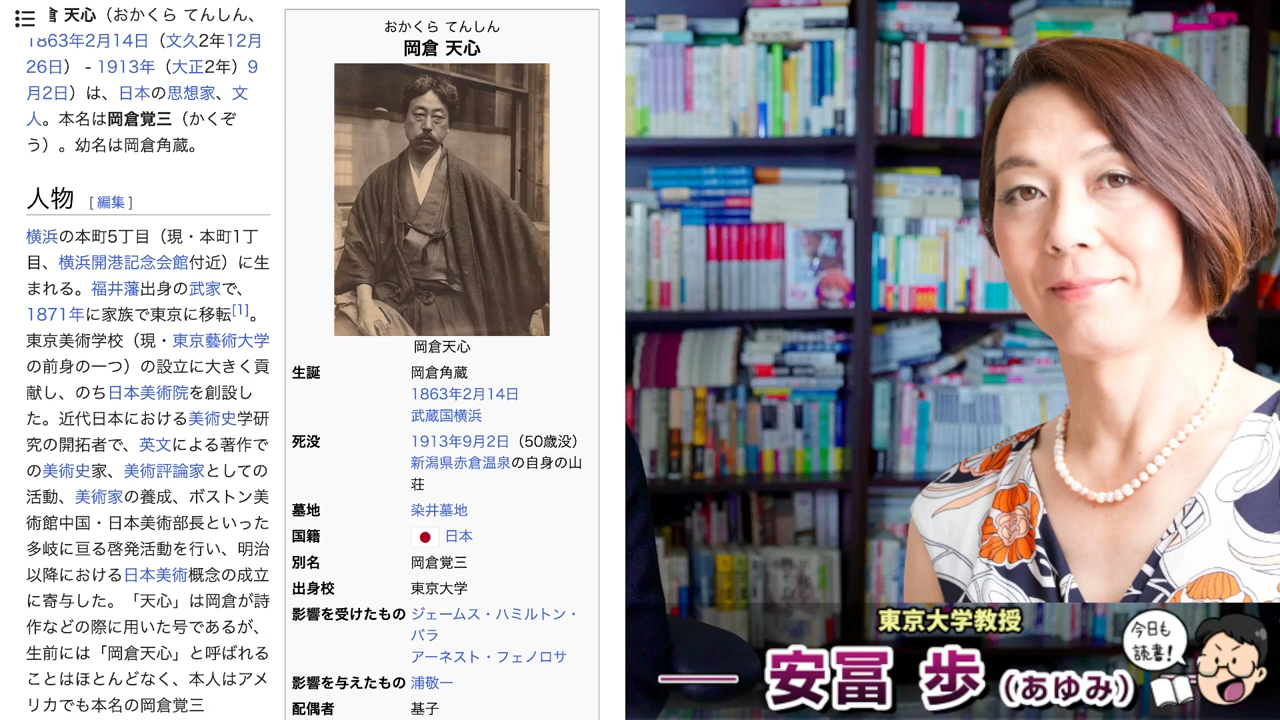 倉 天心（おかくら てんしん、
1863年2月14日（文久2年12月
26日） - 1913年（大正2年）9
月2日）は、日本の思想家、文
人。本名は岡倉覚三（かくぞ
う）。幼名は岡倉角蔵。
人物 [編集]
横浜の本町5丁目（現・本町1丁
目、横浜開港記念会館付近）に生
まれる。福井藩出身の武家で、
1871年に家族で東京に移転[1]。
東京美術学校（現・東京藝術大学
の前身の一つ）の設立に大きく貢
献し、のち日本美術院を創設し
た。近代日本における美術史学研
究の開拓者で、英文による著作で
の美術史家、美術評論家としての
活動、美術家の養成、ボストン美
術館中国・日本美術部長といった
多岐に亘る啓発活動を行い、明治
以降における日本美術概念の成立
に寄与した。「天心」は岡倉が詩
作などの際に用いた号であるが、
生前には「岡倉天心」と呼ばれる
ことはほとんどなく、本人はアメ
リカでも本名の岡倉覚三
おかくら てんしん
岡倉 天心
岡倉天心
生誕 岡倉角蔵
1863年2月14日
武蔵国横浜
死没 1913年9月2日（50歳没）
新潟県赤倉温泉の自身の山
荘
墓地 染井墓地
国籍 日本
別名 岡倉覚三
出身校 東京大学
影響を受けたもの ジェームス・ハミルトン・
バラ
アーネスト・フェノロサ
影響を与えたもの 浦敬一
配偶者 基子
東京大学教授
安冨 歩（あゆみ）
今日も
読書！